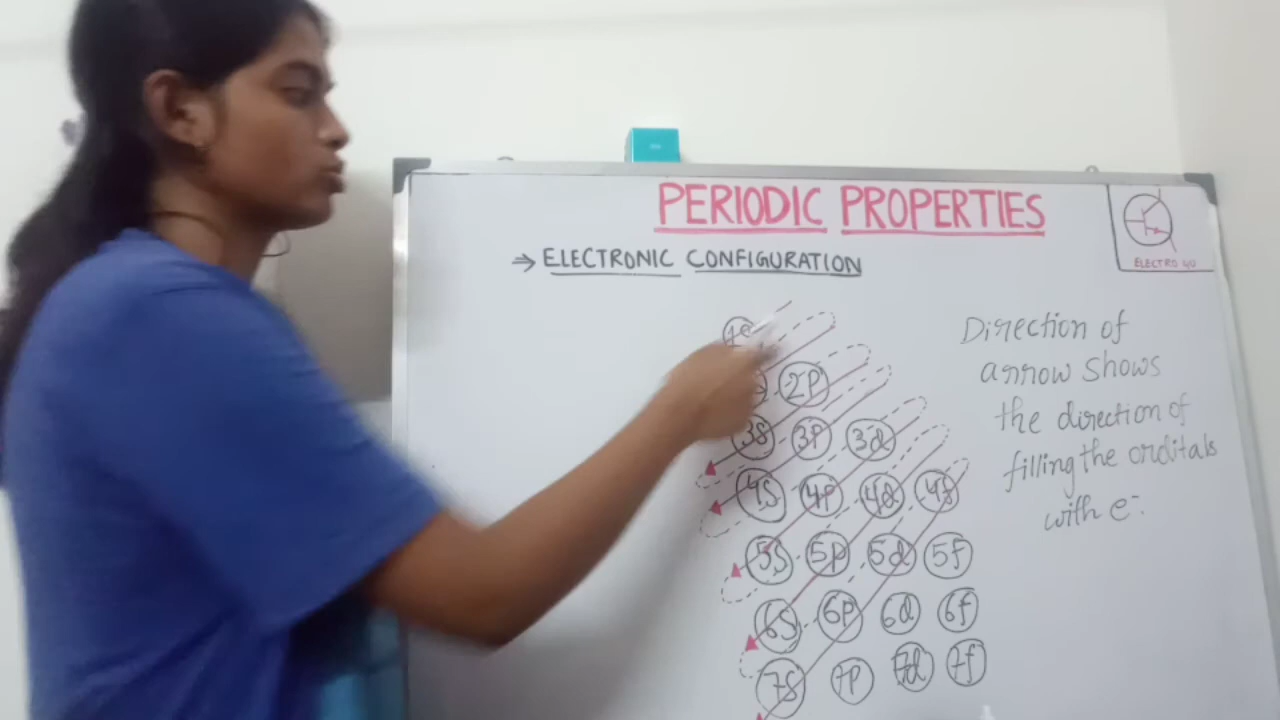 PERIODIC PROPERTIES
ELECTRO 4U
⇒ ELECTRONIC CONFIGURATION
1S
2p
3S 3p 3d
4S 4p 4d 4f
5S 5p 5d 5f
6S 6p 6d 6f
7S 7p 7d 7f
Direction of
arrow shows
the direction of
filling the orditals
with e-